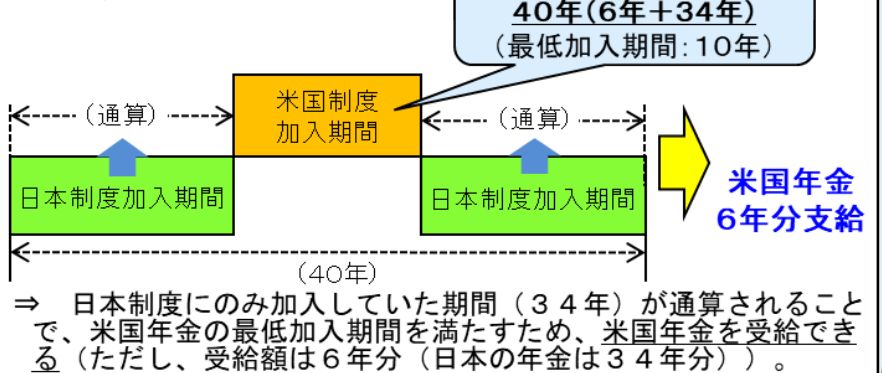 40年(6年＋34年)
（最低加入期間：10年）
米国制度
加入期間
（通算）
（通算）
日本制度加入期間
日本制度加入期間
米国年金
6年分支給
（40年）
⇒　日本制度にのみ加入していた期間（３４年）が通算されること
で、米国年金の最低加入期間を満たすため、米国年金を受給でき
る（ただし、受給額は６年分（日本の年金は３４年分））。